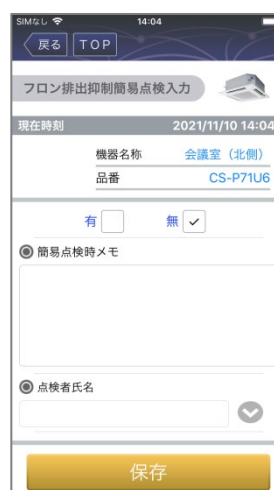 SIMなし 14:04
戻る TOP
フロン排出抑制簡易点検入力
現在時刻 2021/11/10 14:04
機器名称 会議室（北側）
品番 CS-P71U6
有 無
簡易点検時メモ
点検者氏名
保存